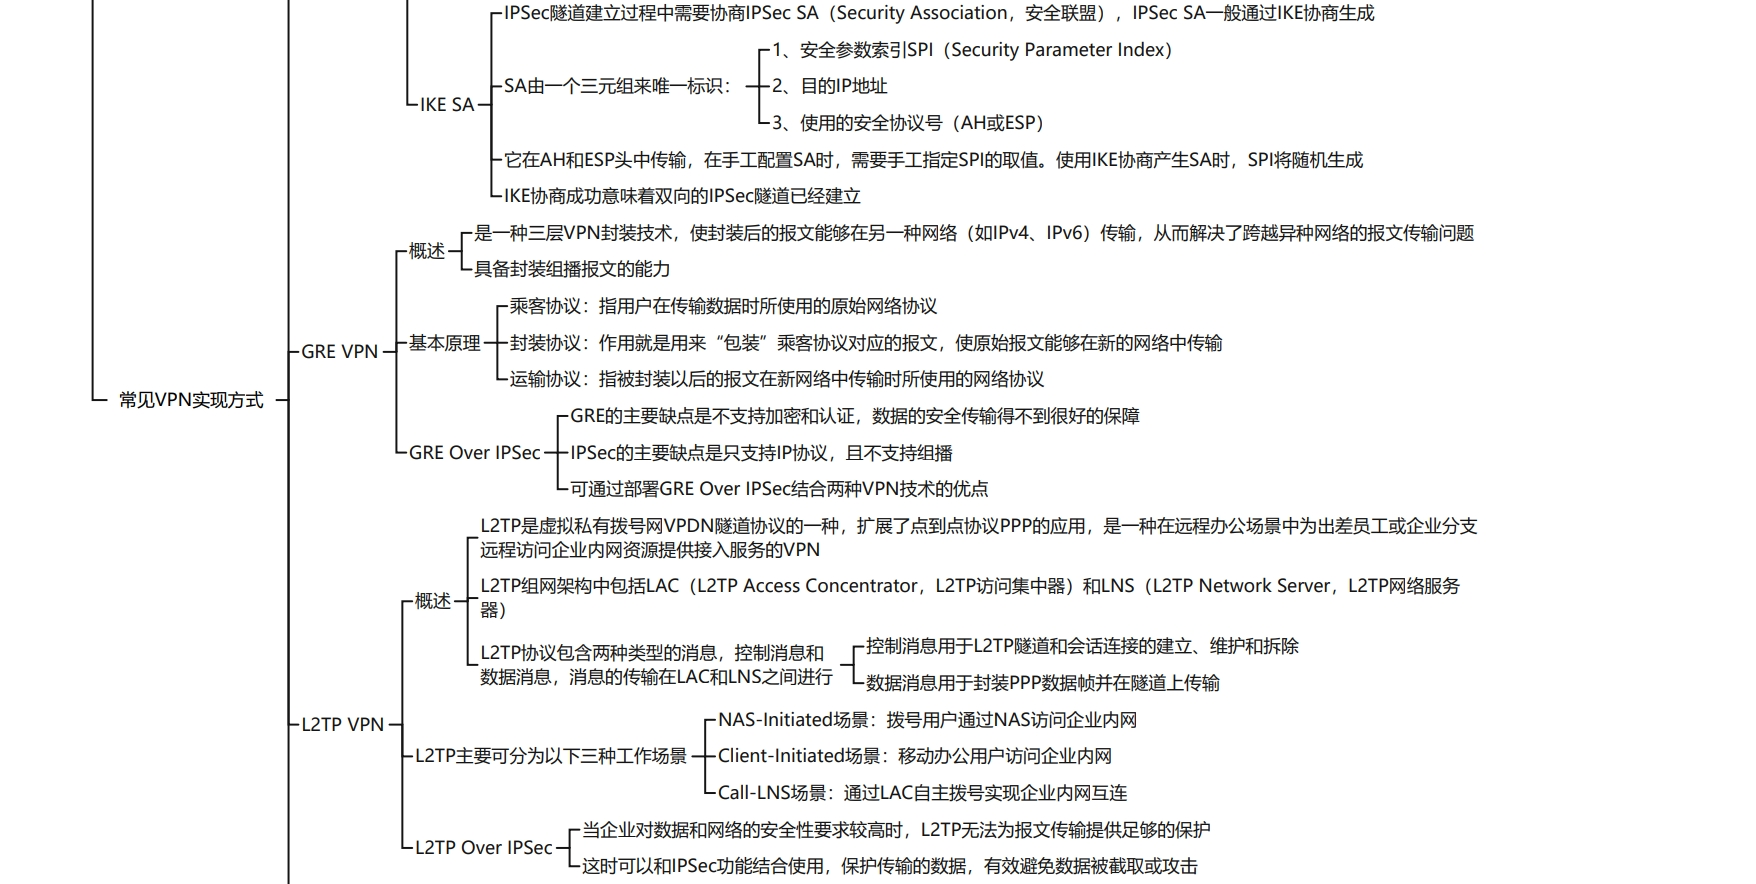 IPSec隧道建立过程中需要协商IPSec SA（Security Association，安全联盟），IPSec SA一般通过IKE协商生成
IKE SA
SA由一个三元组来唯一标识：
1、安全参数索引SPI（Security Parameter Index）
2、目的IP地址
3、使用的安全协议号（AH或ESP）
它在AH和ESP头中传输，在手工配置SA时，需要手工指定SPI的取值。使用IKE协商产生SA时，SPI将随机生成
IKE协商成功意味着双向的IPSec隧道已经建立
常见VPN实现方式
GRE VPN
概述
是一种三层VPN封装技术，使封装后的报文能够在另一种网络（如IPv4、IPv6）传输，从而解决了跨越异种网络的报文传输问题
具备封装组播报文的能力
基本原理
乘客协议：指用户在传输数据时所使用的原始网络协议
封装协议：作用就是用来“包装”乘客协议对应的报文，使原始报文能够在新的网络中传输
运输协议：指被封装以后的报文在新网络中传输时所使用的网络协议
GRE Over IPSec
GRE的主要缺点是不支持加密和认证，数据的安全传输得不到很好的保障
IPSec的主要缺点是只支持IP协议，且不支持组播
可通过部署GRE Over IPSec结合两种VPN技术的优点
L2TP VPN
概述
L2TP是虚拟私有拨号网VPDN隧道协议的一种，扩展了点到点协议PPP的应用，是一种在远程办公场景中为出差员工或企业分支
远程访问企业内网资源提供接入服务的VPN
L2TP组网架构中包括LAC（L2TP Access Concentrator，L2TP访问集中器）和LNS（L2TP Network Server，L2TP网络服务
器）
L2TP协议包含两种类型的消息，控制消息和
数据消息，消息的传输在LAC和LNS之间进行
控制消息用于L2TP隧道和会话连接的建立、维护和拆除
数据消息用于封装PPP数据帧并在隧道上传输
L2TP主要可分为以下三种工作场景
NAS-Initiated场景：拨号用户通过NAS访问企业内网
Client-Initiated场景：移动办公用户访问企业内网
Call-LNS场景：通过LAC自主拨号实现企业内网互连
L2TP Over IPSec
当企业对数据和网络的安全性要求较高时，L2TP无法为报文传输提供足够的保护
这时可以和IPSec功能结合使用，保护传输的数据，有效避免数据被截取或攻击